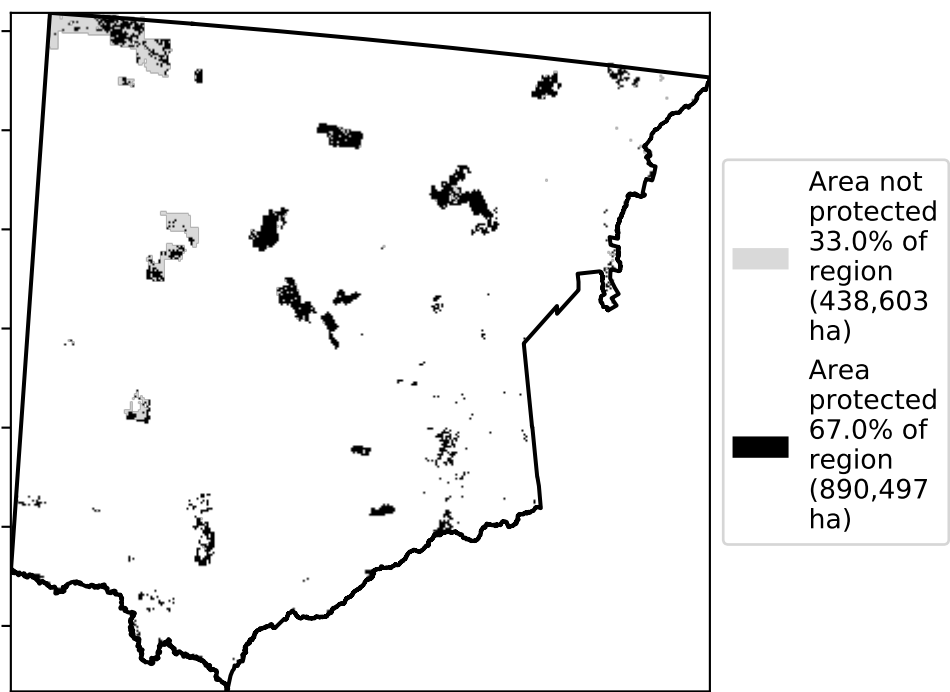 Area not
protected
33.0% of
region
(438,603
ha)
Area
protected
67.0% of
region
(890,497
ha)